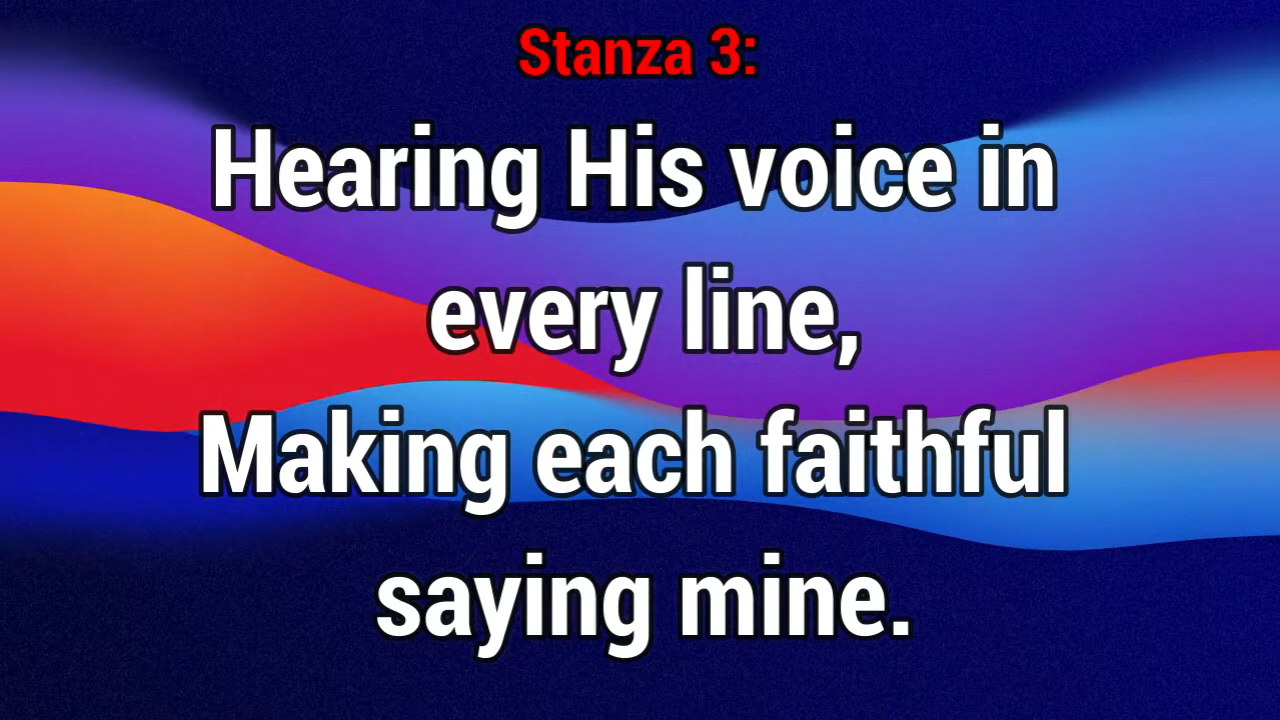 Stanza 3:
Hearing His voice in
every line,
Making each faithful
saying mine.